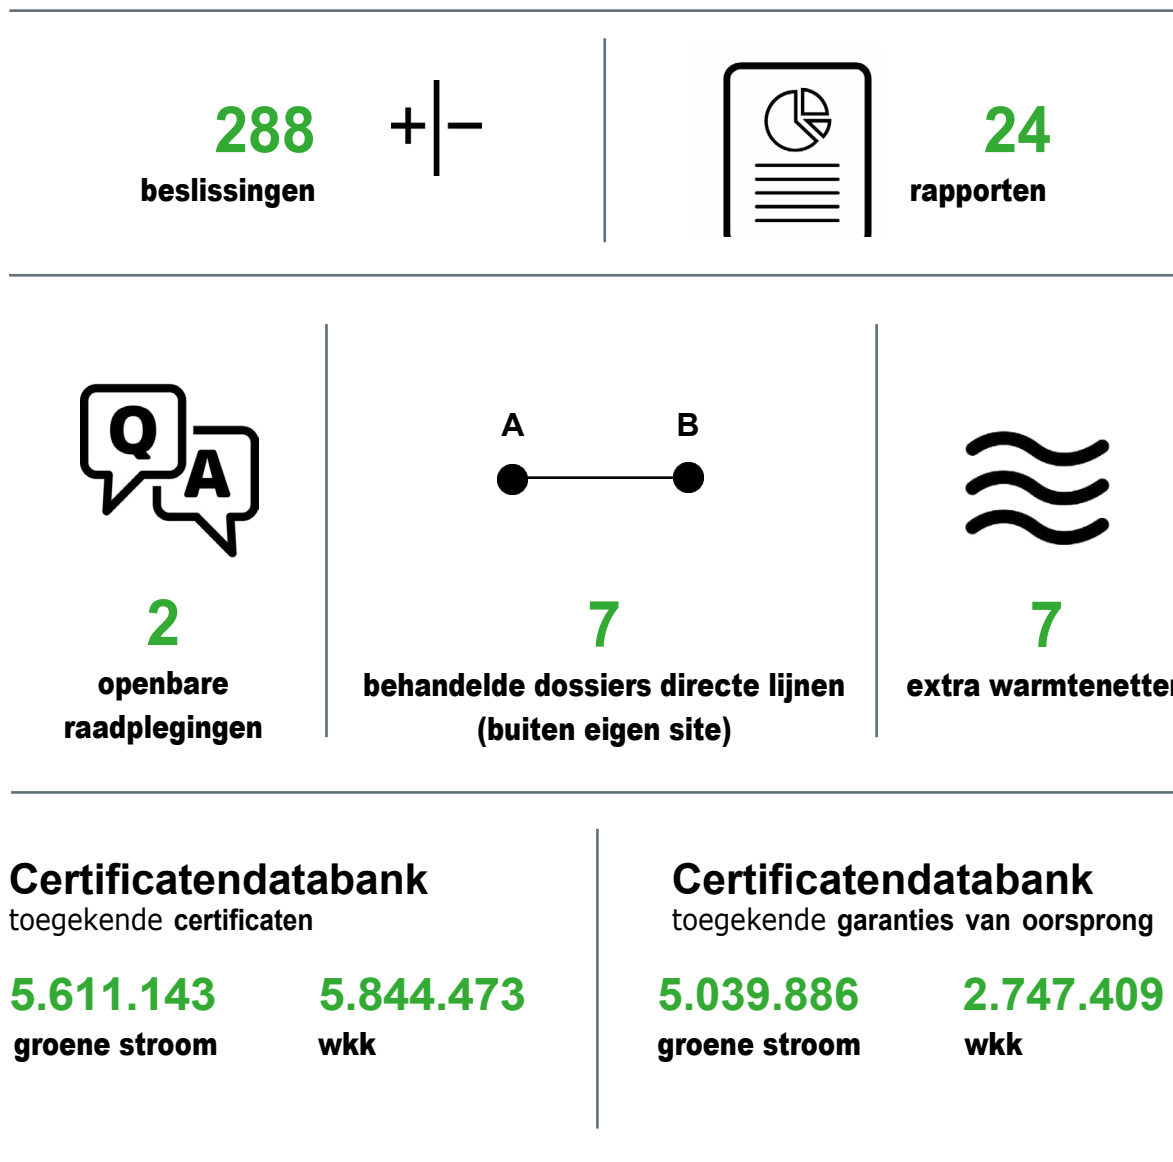 288
beslissingen
24
rapporten
Q
A
2
openbare
raadplegingen
A B
7
behandelde dossiers directe lijnen
(buiten eigen site)
7
extra warmtenetten
Certificatendatabank
toegekende certificaten
5.611.143 5.844.473
groene stroom wkk
Certificatendatabank
toegekende garanties van oorsprong
5.039.886 2.747.409
groene stroom wkk